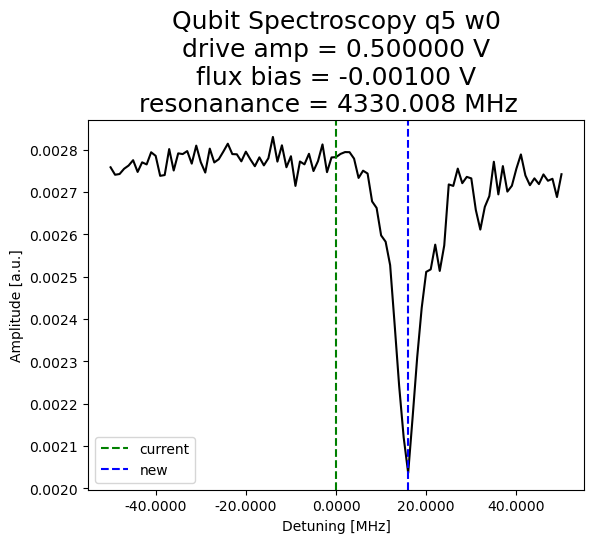 Qubit Spectroscopy q5 w0
drive amp = 0.500000 V
flux bias = -0.00100 V
resonanance = 4330.008 MHz
0.0028
0.0027
0.0026
0.0025
0.0024
0.0023
0.0022
0.0021
0.0020
Amplitude [a.u.]
current
new
-40.0000 -20.0000 0.0000 20.0000 40.0000
Detuning [MHz]